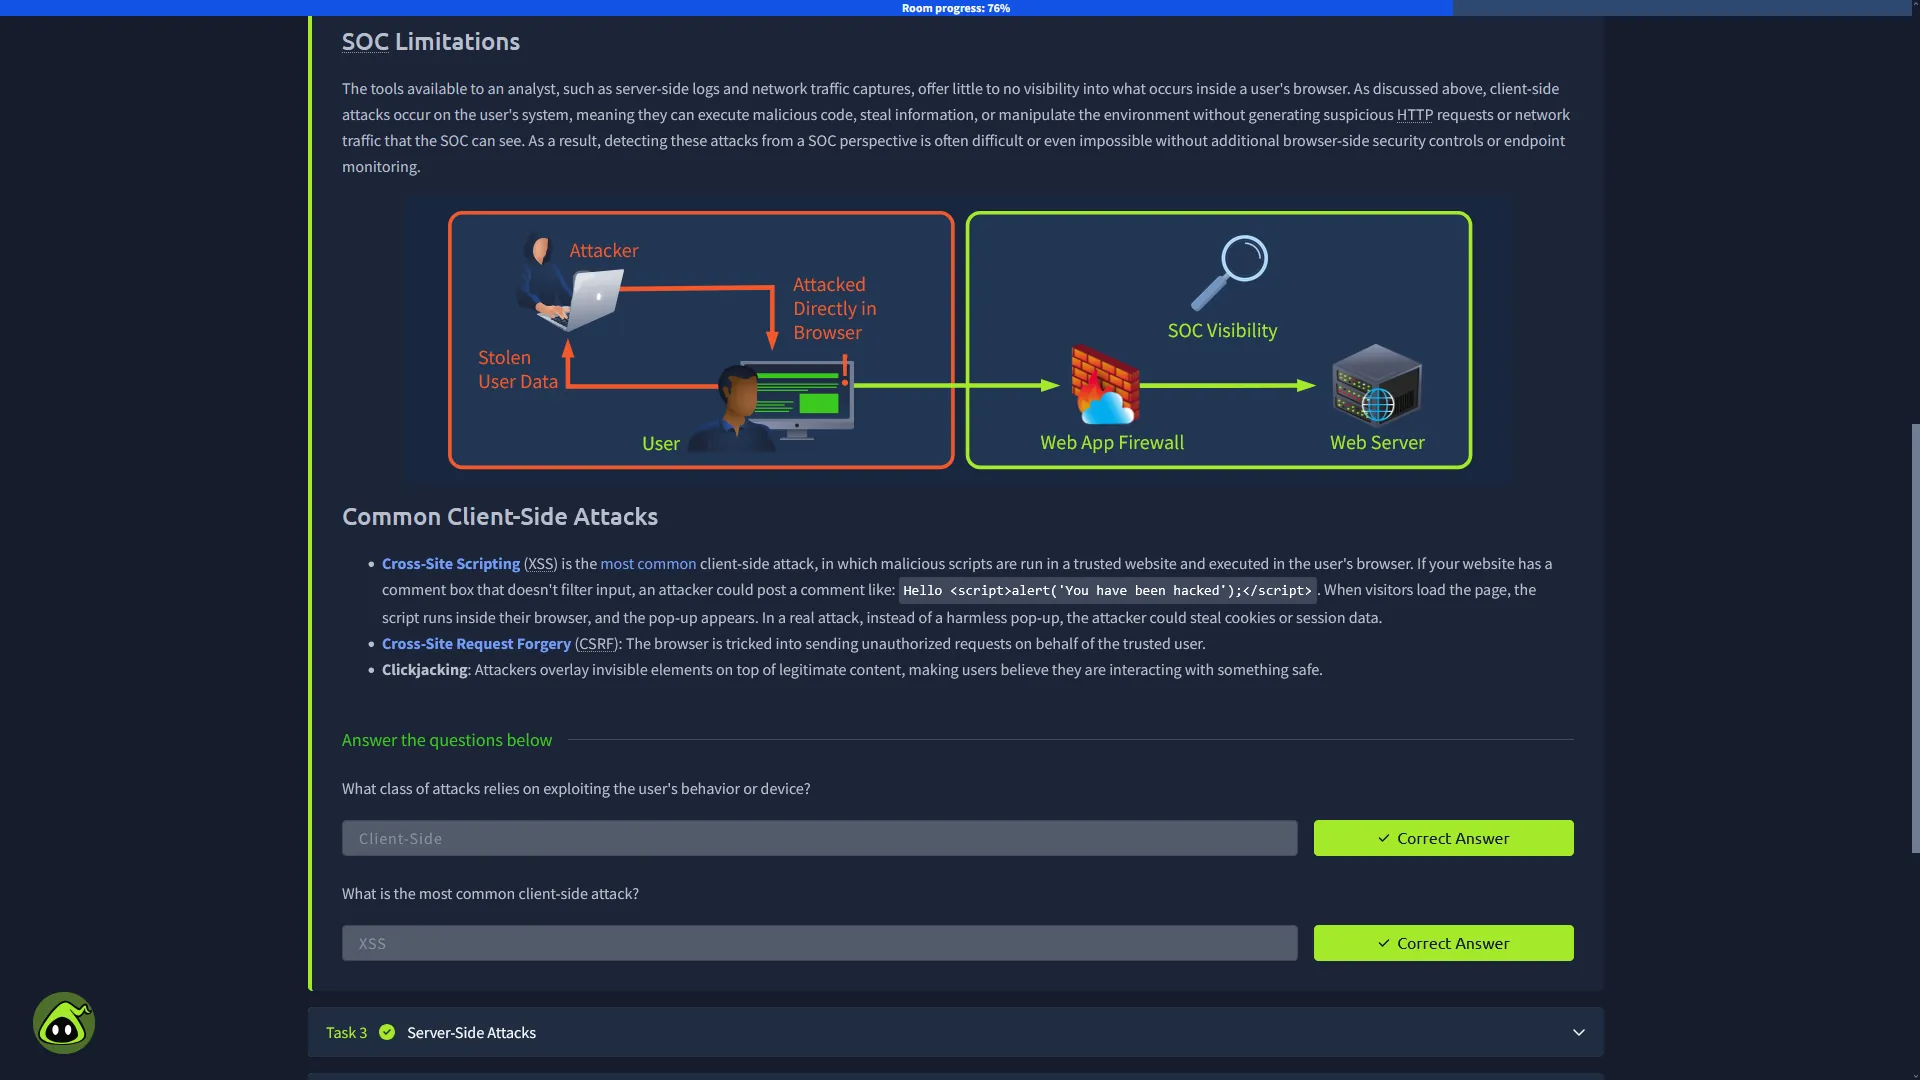 Room progress: 76%
SOC Limitations
The tools available to an analyst, such as server-side logs and network traffic captures, offer little to no visibility into what occurs inside a user's browser. As discussed above, client-side
attacks occur on the user's system, meaning they can execute malicious code, steal information, or manipulate the environment without generating suspicious HTTP requests or network
traffic that the SOC can see. As a result, detecting these attacks from a SOC perspective is often difficult or even impossible without additional browser-side security controls or endpoint
monitoring.
Attacker
Attacked
Directly in
Browser
Stolen
User Data
User
SOC Visibility
Web App Firewall
Web Server
Common Client-Side Attacks
• Cross-Site Scripting (XSS) is the most common client-side attack, in which malicious scripts are run in a trusted website and executed in the user's browser. If your website has a
comment box that doesn't filter input, an attacker could post a comment like: Hello <script>alert('You have been hacked');</script>. When visitors load the page, the
script runs inside their browser, and the pop-up appears. In a real attack, instead of a harmless pop-up, the attacker could steal cookies or session data.
• Cross-Site Request Forgery (CSRF): The browser is tricked into sending unauthorized requests on behalf of the trusted user.
• Clickjacking: Attackers overlay invisible elements on top of legitimate content, making users believe they are interacting with something safe.
Answer the questions below
What class of attacks relies on exploiting the user's behavior or device?
Client-Side
Correct Answer
What is the most common client-side attack?
XSS
Correct Answer
Task 3 Server-Side Attacks